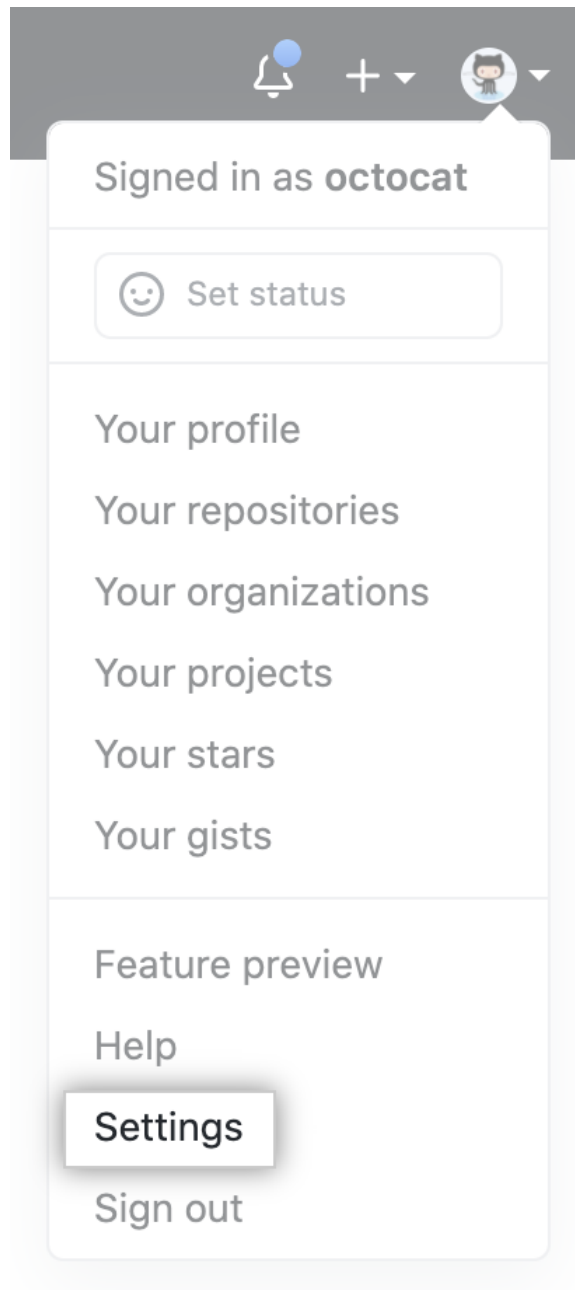 Signed in as octocat
Set status
Your profile
Your repositories
Your organizations
Your projects
Your stars
Your gists
Feature preview
Help
Settings
Sign out